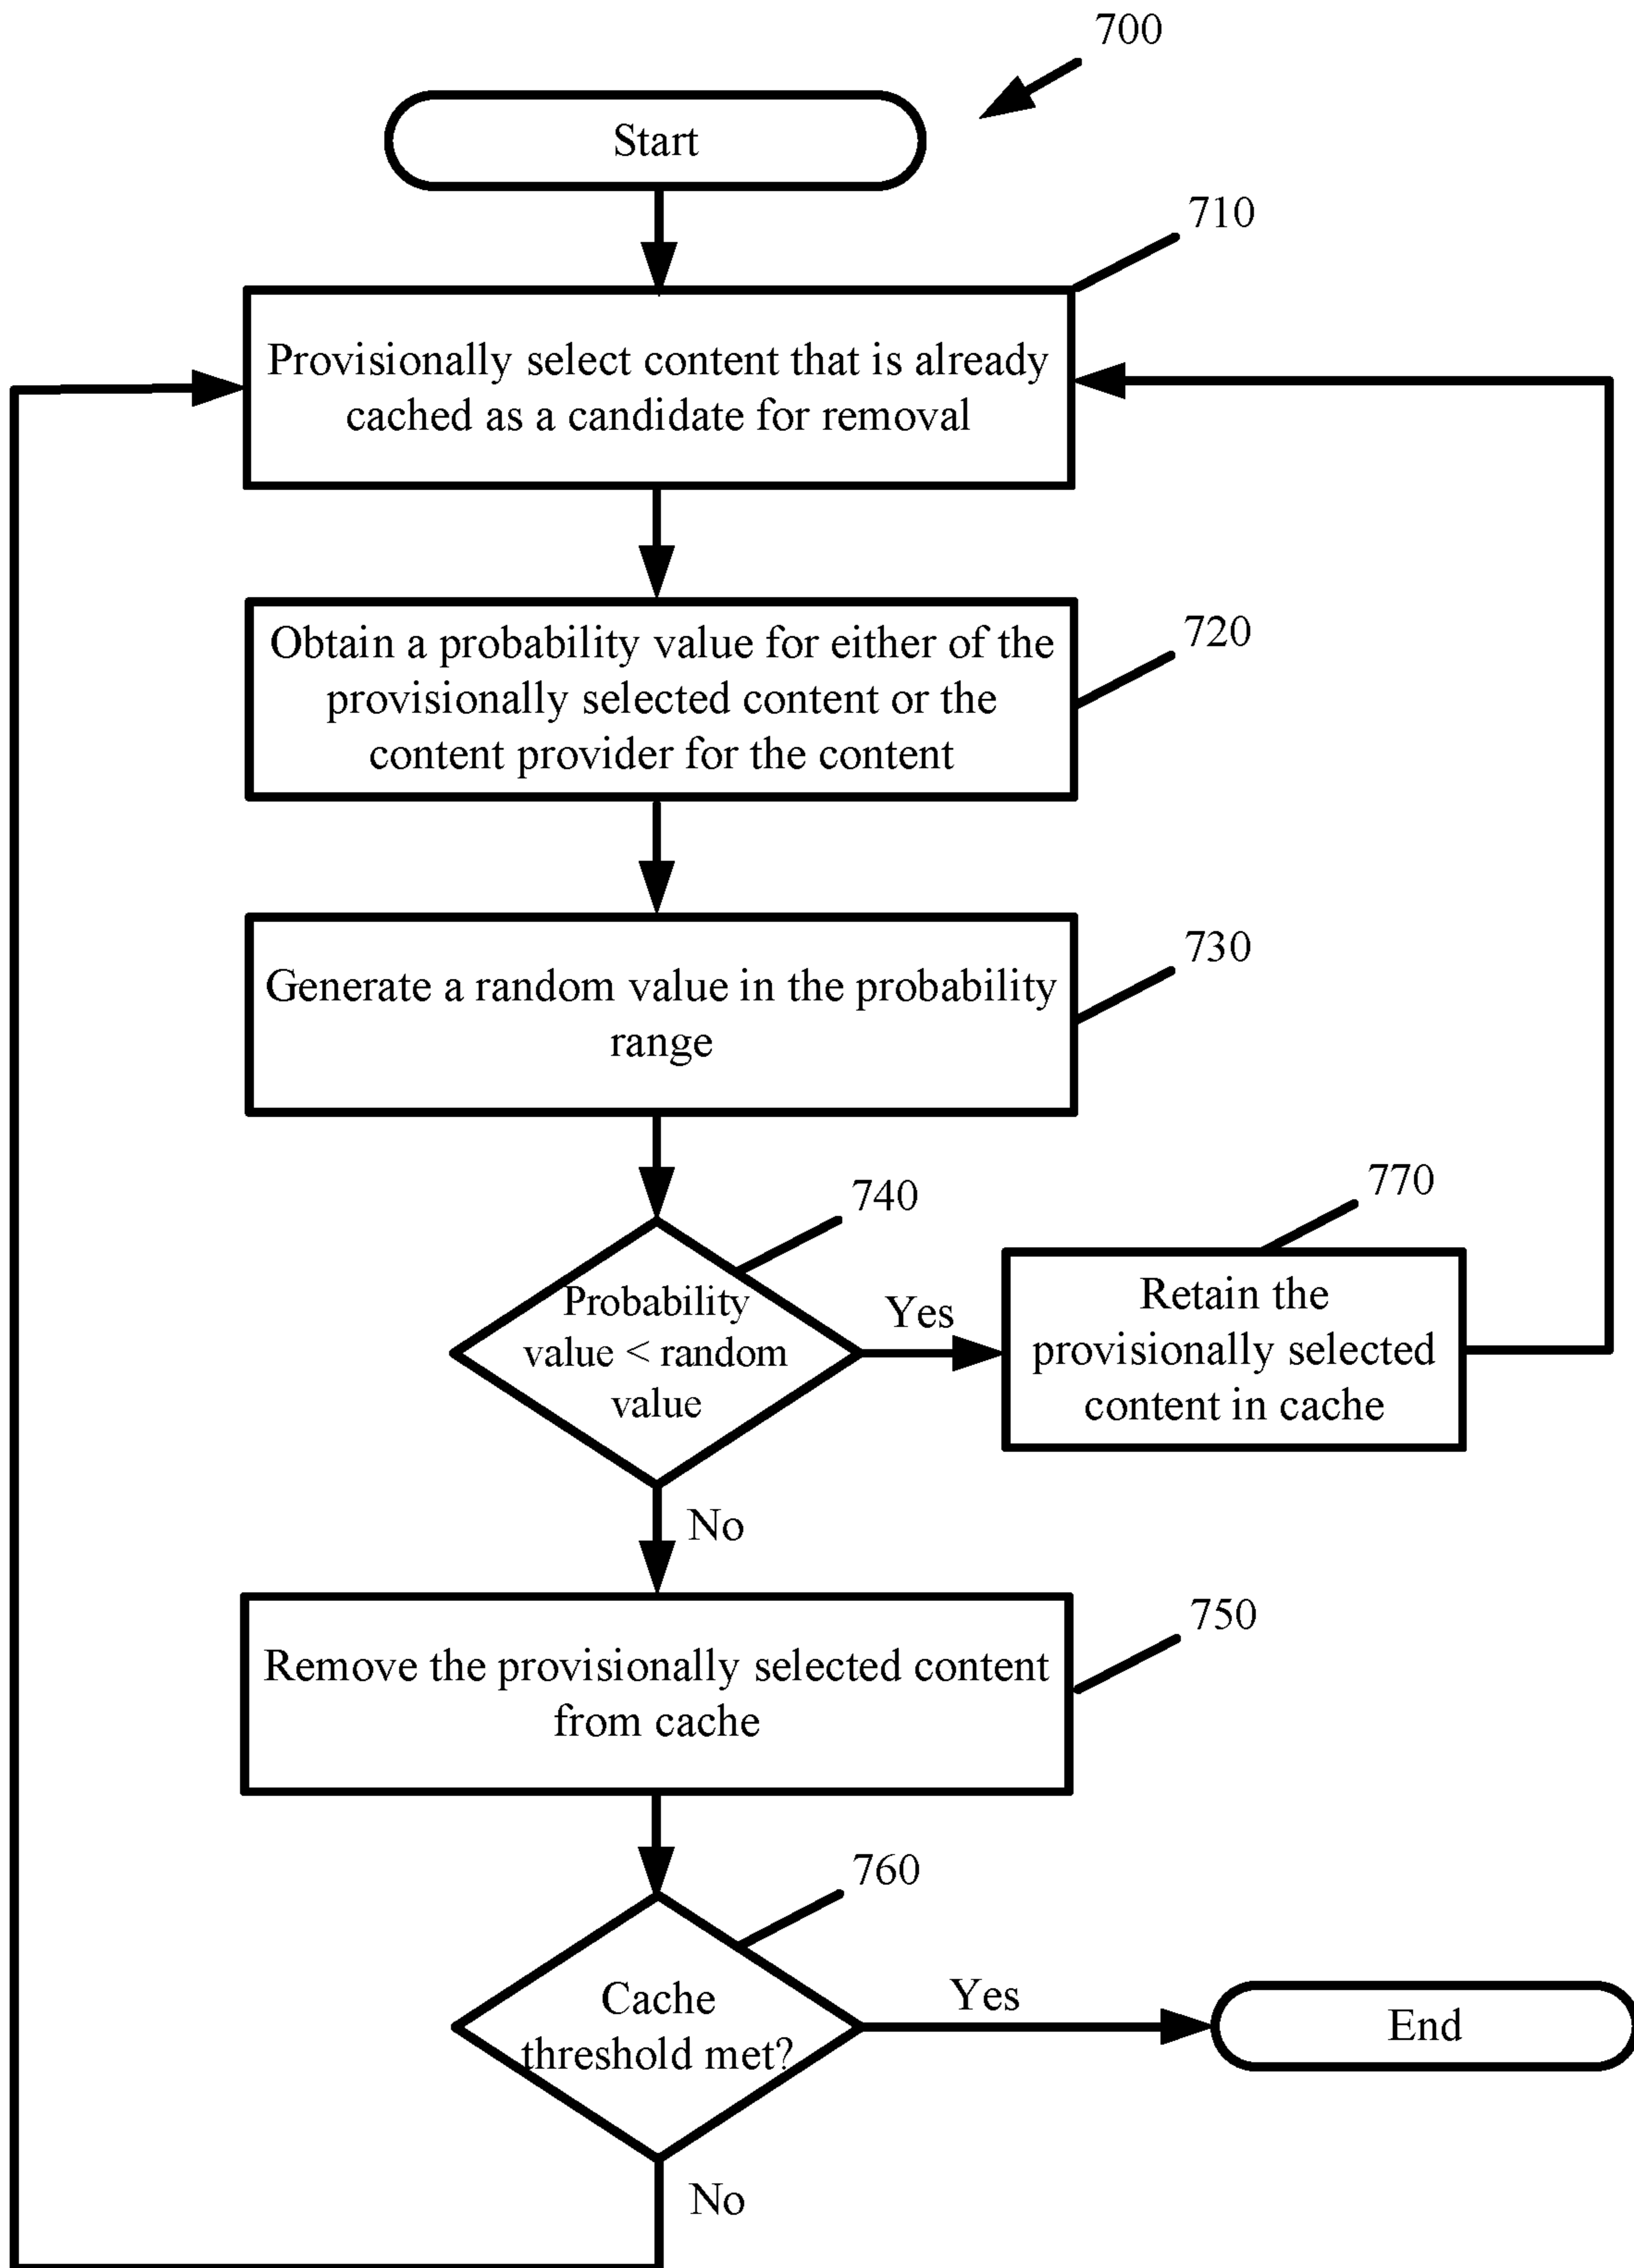 700
Start
710
Provisionally select content that is already
cached as a candidate for removal
720
Obtain a probability value for either of the
provisionally selected content or the
content provider for the content
730
Generate a random value in the probability
range
740
770
Probability
value < random
value
Yes
Retain the
provisionally selected
content in cache
No
750
Remove the provisionally selected content
from cache
760
Cache
threshold met?
Yes
End
No